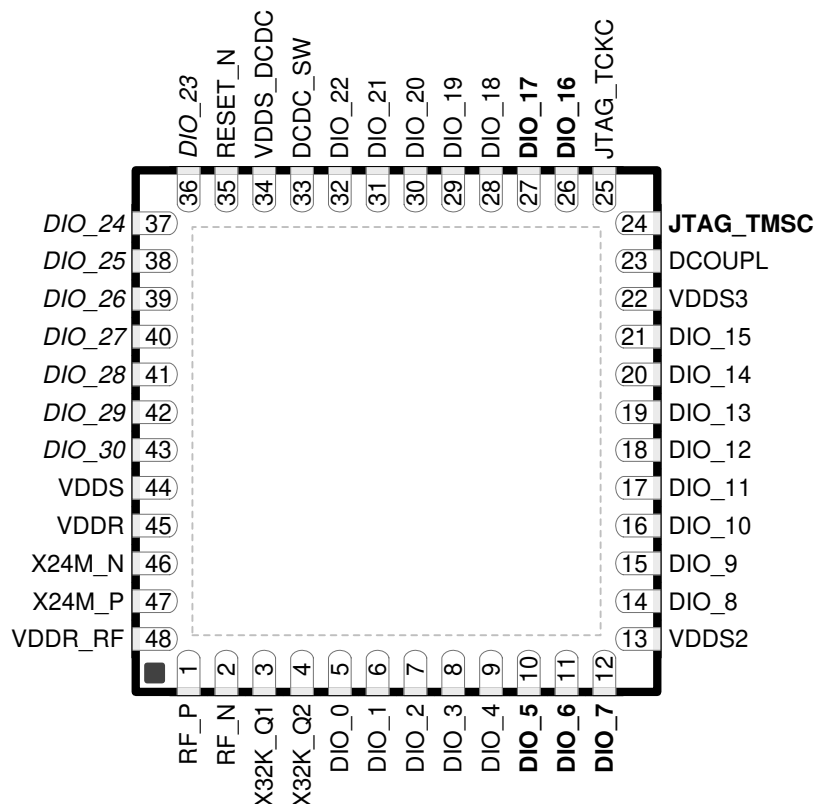 DIO_23
RESET_N
VDDS_DCDC
DCDC_SW
DIO_22
DIO_21
DIO_20
DIO_19
DIO_18
DIO_17
DIO_16
JTAG_TCKC
36
35
34
33
32
31
30
29
28
27
26
25
DIO_24 37
DIO_25 38
DIO_26 39
DIO_27 40
DIO_28 41
DIO_29 42
DIO_30 43
VDDS 44
VDDR 45
X24M_N 46
X24M_P 47
VDDR_RF 48
24 JTAG_TMSC
23 DCOUPL
22 VDDS3
21 DIO_15
20 DIO_14
19 DIO_13
18 DIO_12
17 DIO_11
16 DIO_10
15 DIO_9
14 DIO_8
13 VDDS2
1
2
3
4
5
6
7
8
9
10
11
12
RF_P
RF_N
X32K_Q1
X32K_Q2
DIO_0
DIO_1
DIO_2
DIO_3
DIO_4
DIO_5
DIO_6
DIO_7